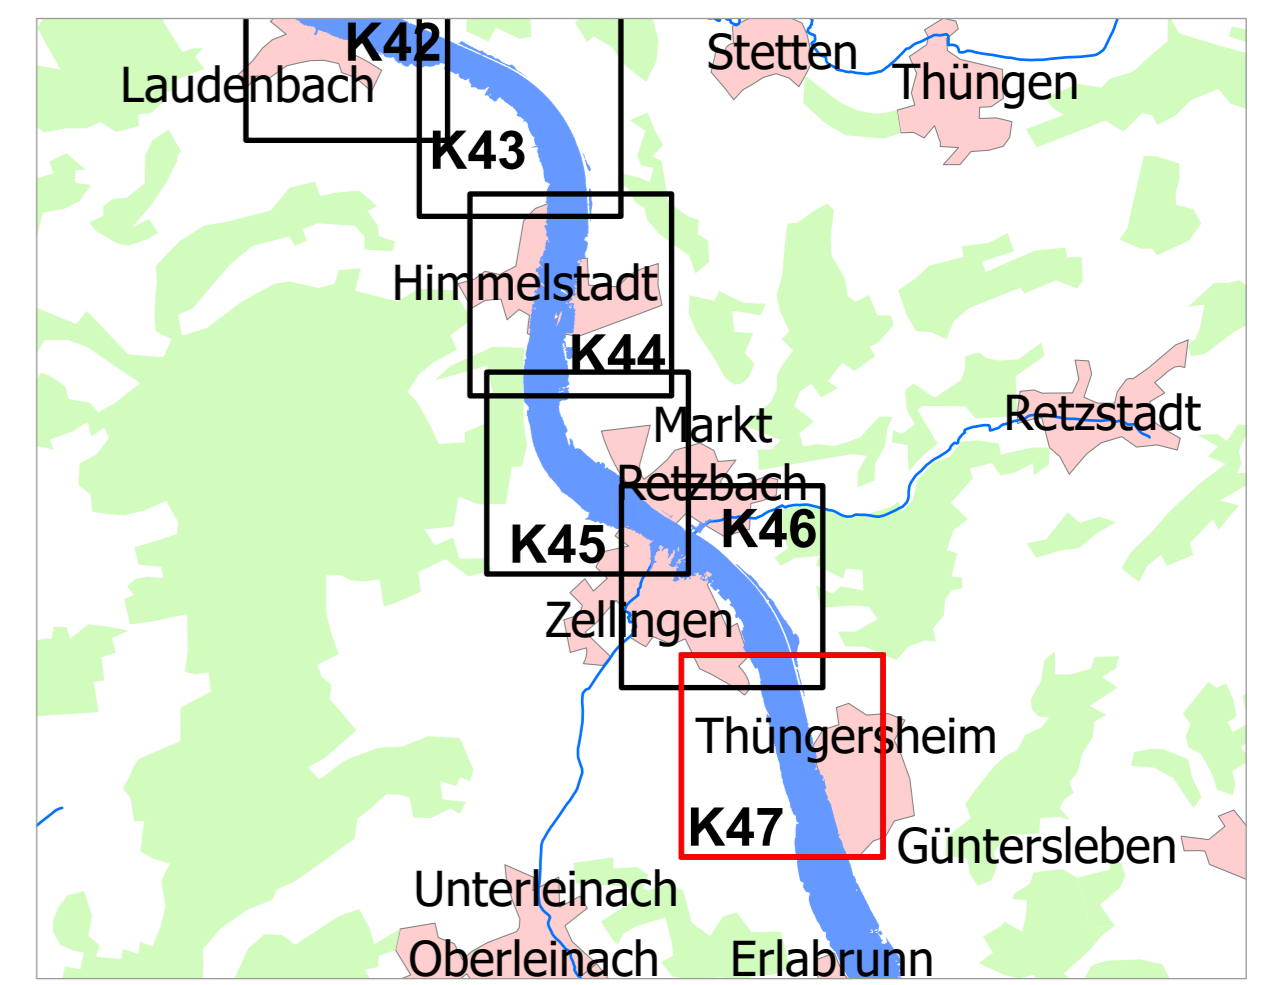 K42
Stetten
Laudenbach
Thüngen
K43
Himmelstadt
K44
Markt
Retzbach
Retzstadt
K46
K45
Zellingen
Thüngersheim
K47
Güntersleben
Unterleinach
Oberleinach
Erlabrunn